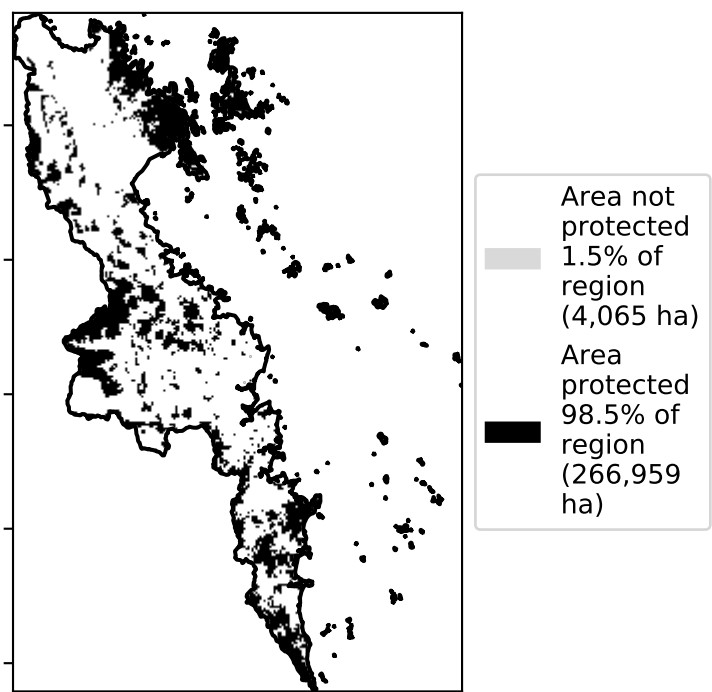 Area not
protected
1.5% of
region
(4,065 ha)
Area
protected
98.5% of
region
(266,959
ha)